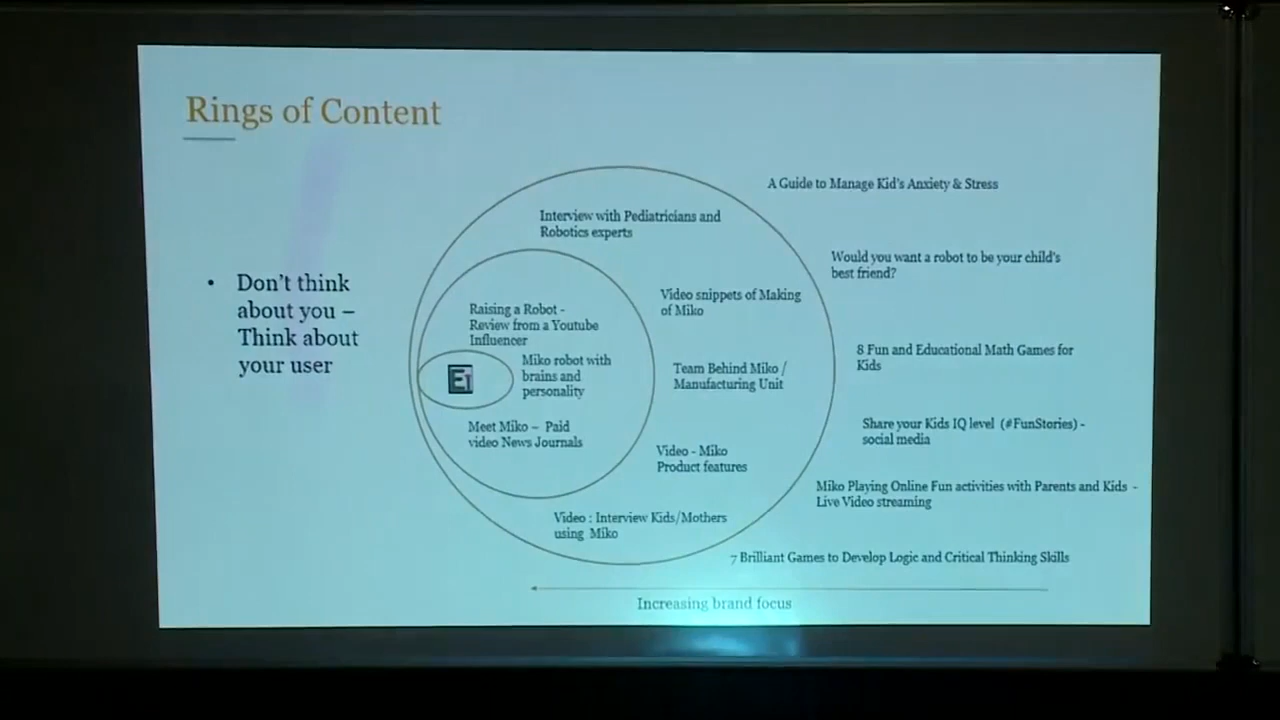 Rings of Content
• Don't think
about you –
Think about
your user
A Guide to Manage Kid's Anxiety & Stress
Interview with Pediatricians and
Robotics experts
Would you want a robot to be your child's
best friend?
Video snippets of Making
of Miko
Raising a Robot -
Review from a Youtube
Influencer
8 Fun and Educational Math Games for
Kids
Miko robot with
brains and
personality
Team Behind Miko /
Manufacturing Unit
Meet Miko – Paid
video News Journals
Share your Kids IQ level (#FunStories) -
social media
Video - Miko
Product features
Miko Playing Online Fun activities with Parents and Kids -
Live Video streaming
Video : Interview Kids/Mothers
using Miko
7 Brilliant Games to Develop Logic and Critical Thinking Skills
Increasing brand focus